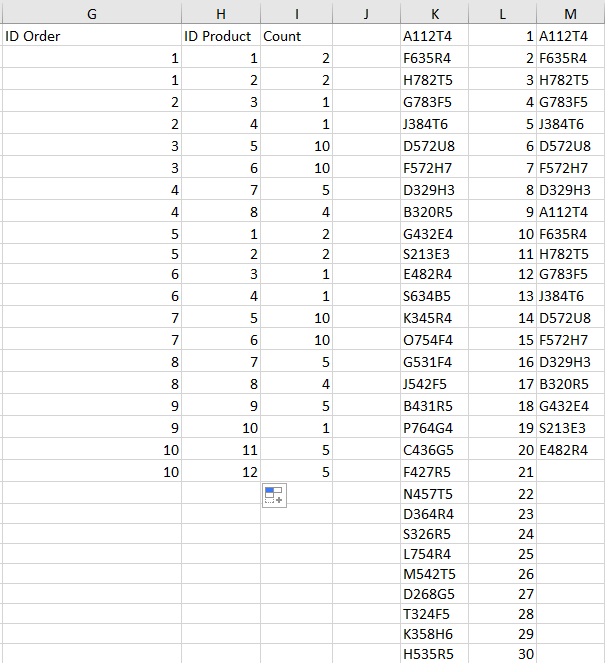 G H I J K L M
ID Order ID Product Count A112T4 1 A112T4
1 1 2 F635R4 2 F635R4
1 2 2 H782T5 3 H782T5
2 3 1 G783F5 4 G783F5
2 4 1 J384T6 5 J384T6
3 5 10 D572U8 6 D572U8
3 6 10 F572H7 7 F572H7
4 7 5 D329H3 8 D329H3
4 8 4 B320R5 9 A112T4
5 1 2 G432E4 10 F635R4
5 2 2 S213E3 11 H782T5
6 3 1 E482R4 12 G783F5
6 4 1 S634B5 13 J384T6
7 5 10 K345R4 14 D572U8
7 6 10 O754F4 15 F572H7
8 7 5 G531F4 16 D329H3
8 8 4 J542F5 17 B320R5
9 9 5 B431R5 18 G432E4
9 10 1 P764G4 19 S213E3
10 11 5 C436G5 20 E482R4
10 12 5 F427R5 21
N457T5 22
D364R4 23
S326R5 24
L754R4 25
M542T5 26
D268G5 27
T324F5 28
K358H6 29
H535R5 30